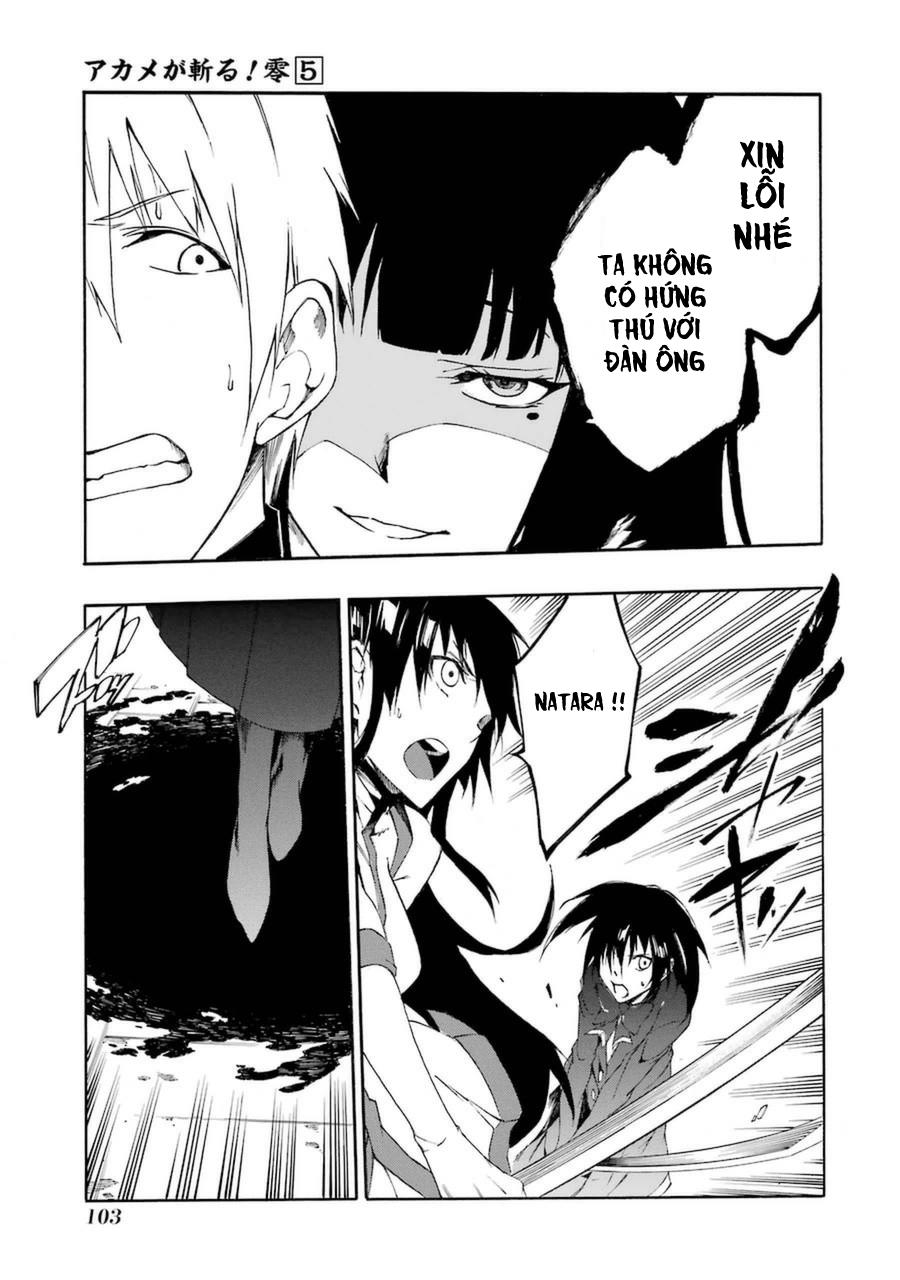 アカメが斬る！零5
XIN
LỖI
NHÉ
TA KHÔNG
CÓ HỨNG
THÚ VỚI
ĐÀN ÔNG
NATARA !!
103